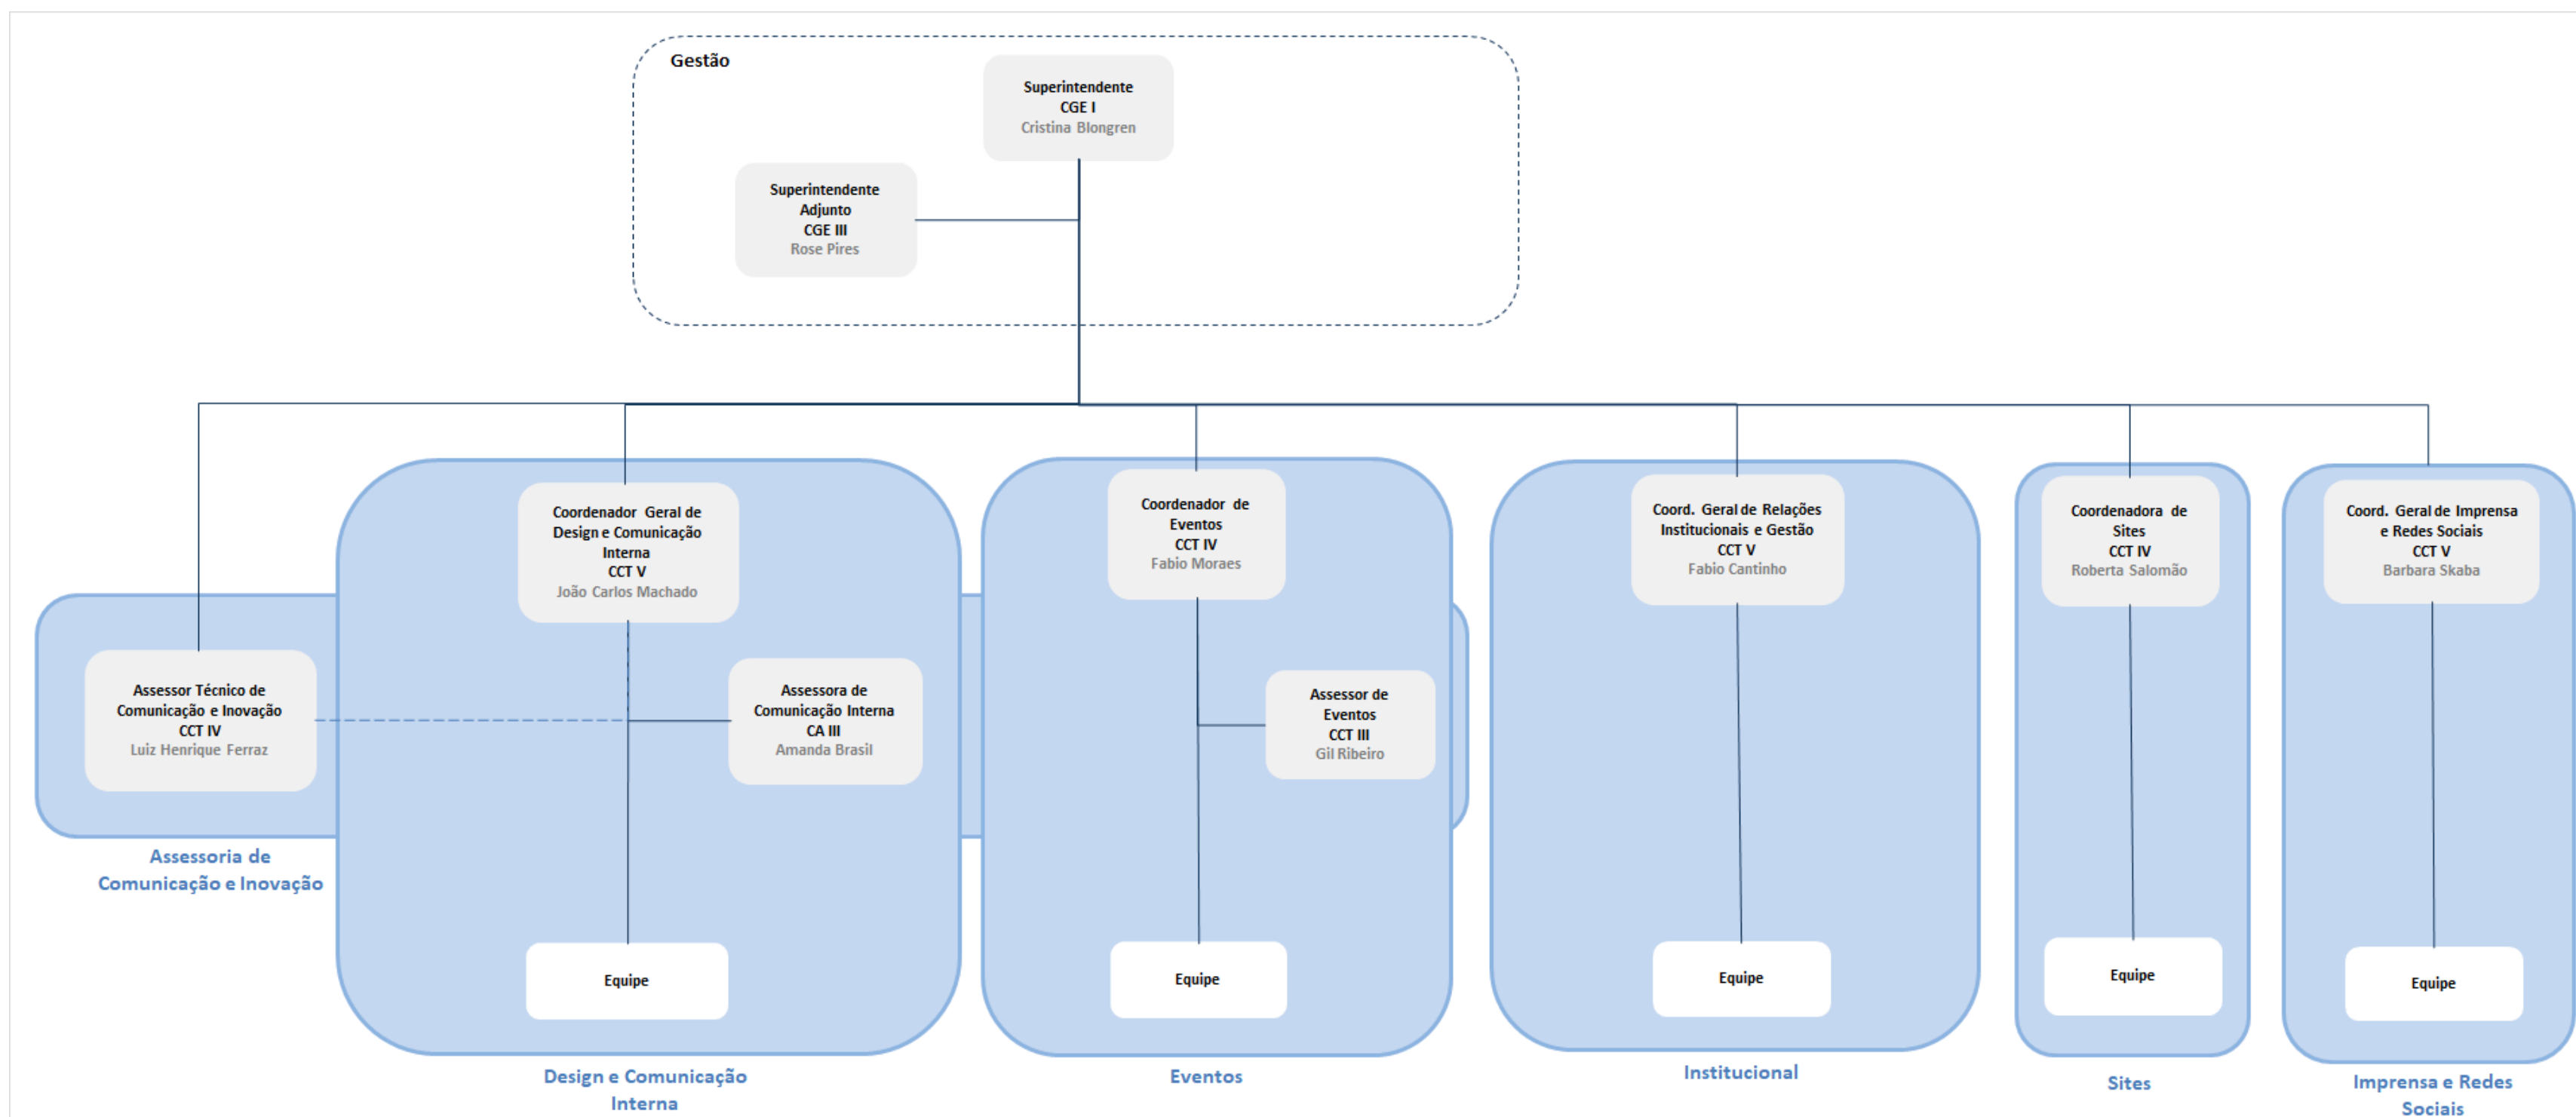 Gestão
Superintendente
CGE I
Cristina Blongren
Superintendente
Adjunto
CGE III
Rose Pires
Coordenador Geral de
Design e Comunicação
Interna
CCT V
João Carlos Machado
Coordenador de
Eventos
CCT IV
Fabio Moraes
Coord. Geral de Relações
Institucionais e Gestão
CCT V
Fabio Cantinho
Coordenadora de
Sites
CCT IV
Roberta Salomão
Coord. Geral de Imprensa
e Redes Sociais
CCT V
Barbara Skaba
Assessor Técnico de
Comunicação e Inovação
CCT IV
Luiz Henrique Ferraz
Assessora de
Comunicação Interna
CA III
Amanda Brasil
Assessor de
Eventos
CCT III
Gil Ribeiro
Assessoria de
Comunicação e Inovação
Equipe
Equipe
Equipe
Equipe
Equipe
Design e Comunicação
Interna
Eventos
Institucional
Sites
Imprensa e Redes
Sociais